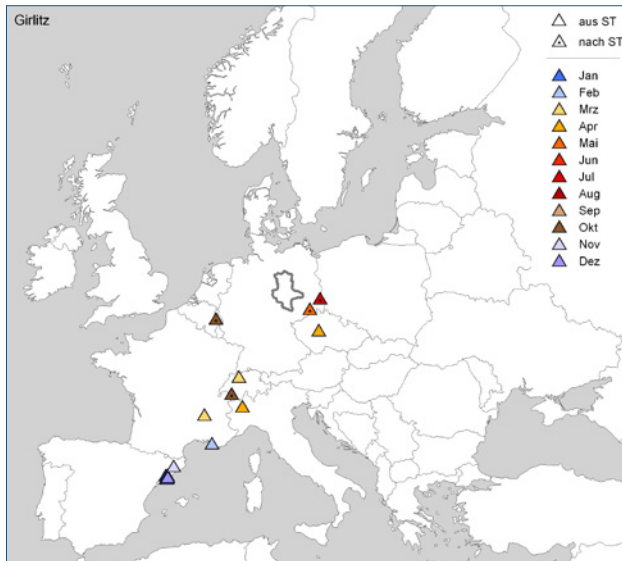 Girlitz
aus ST
nach ST
Jan
Feb
Mrz
Apr
Mai
Jun
Jul
Aug
Sep
Okt
Nov
Dez